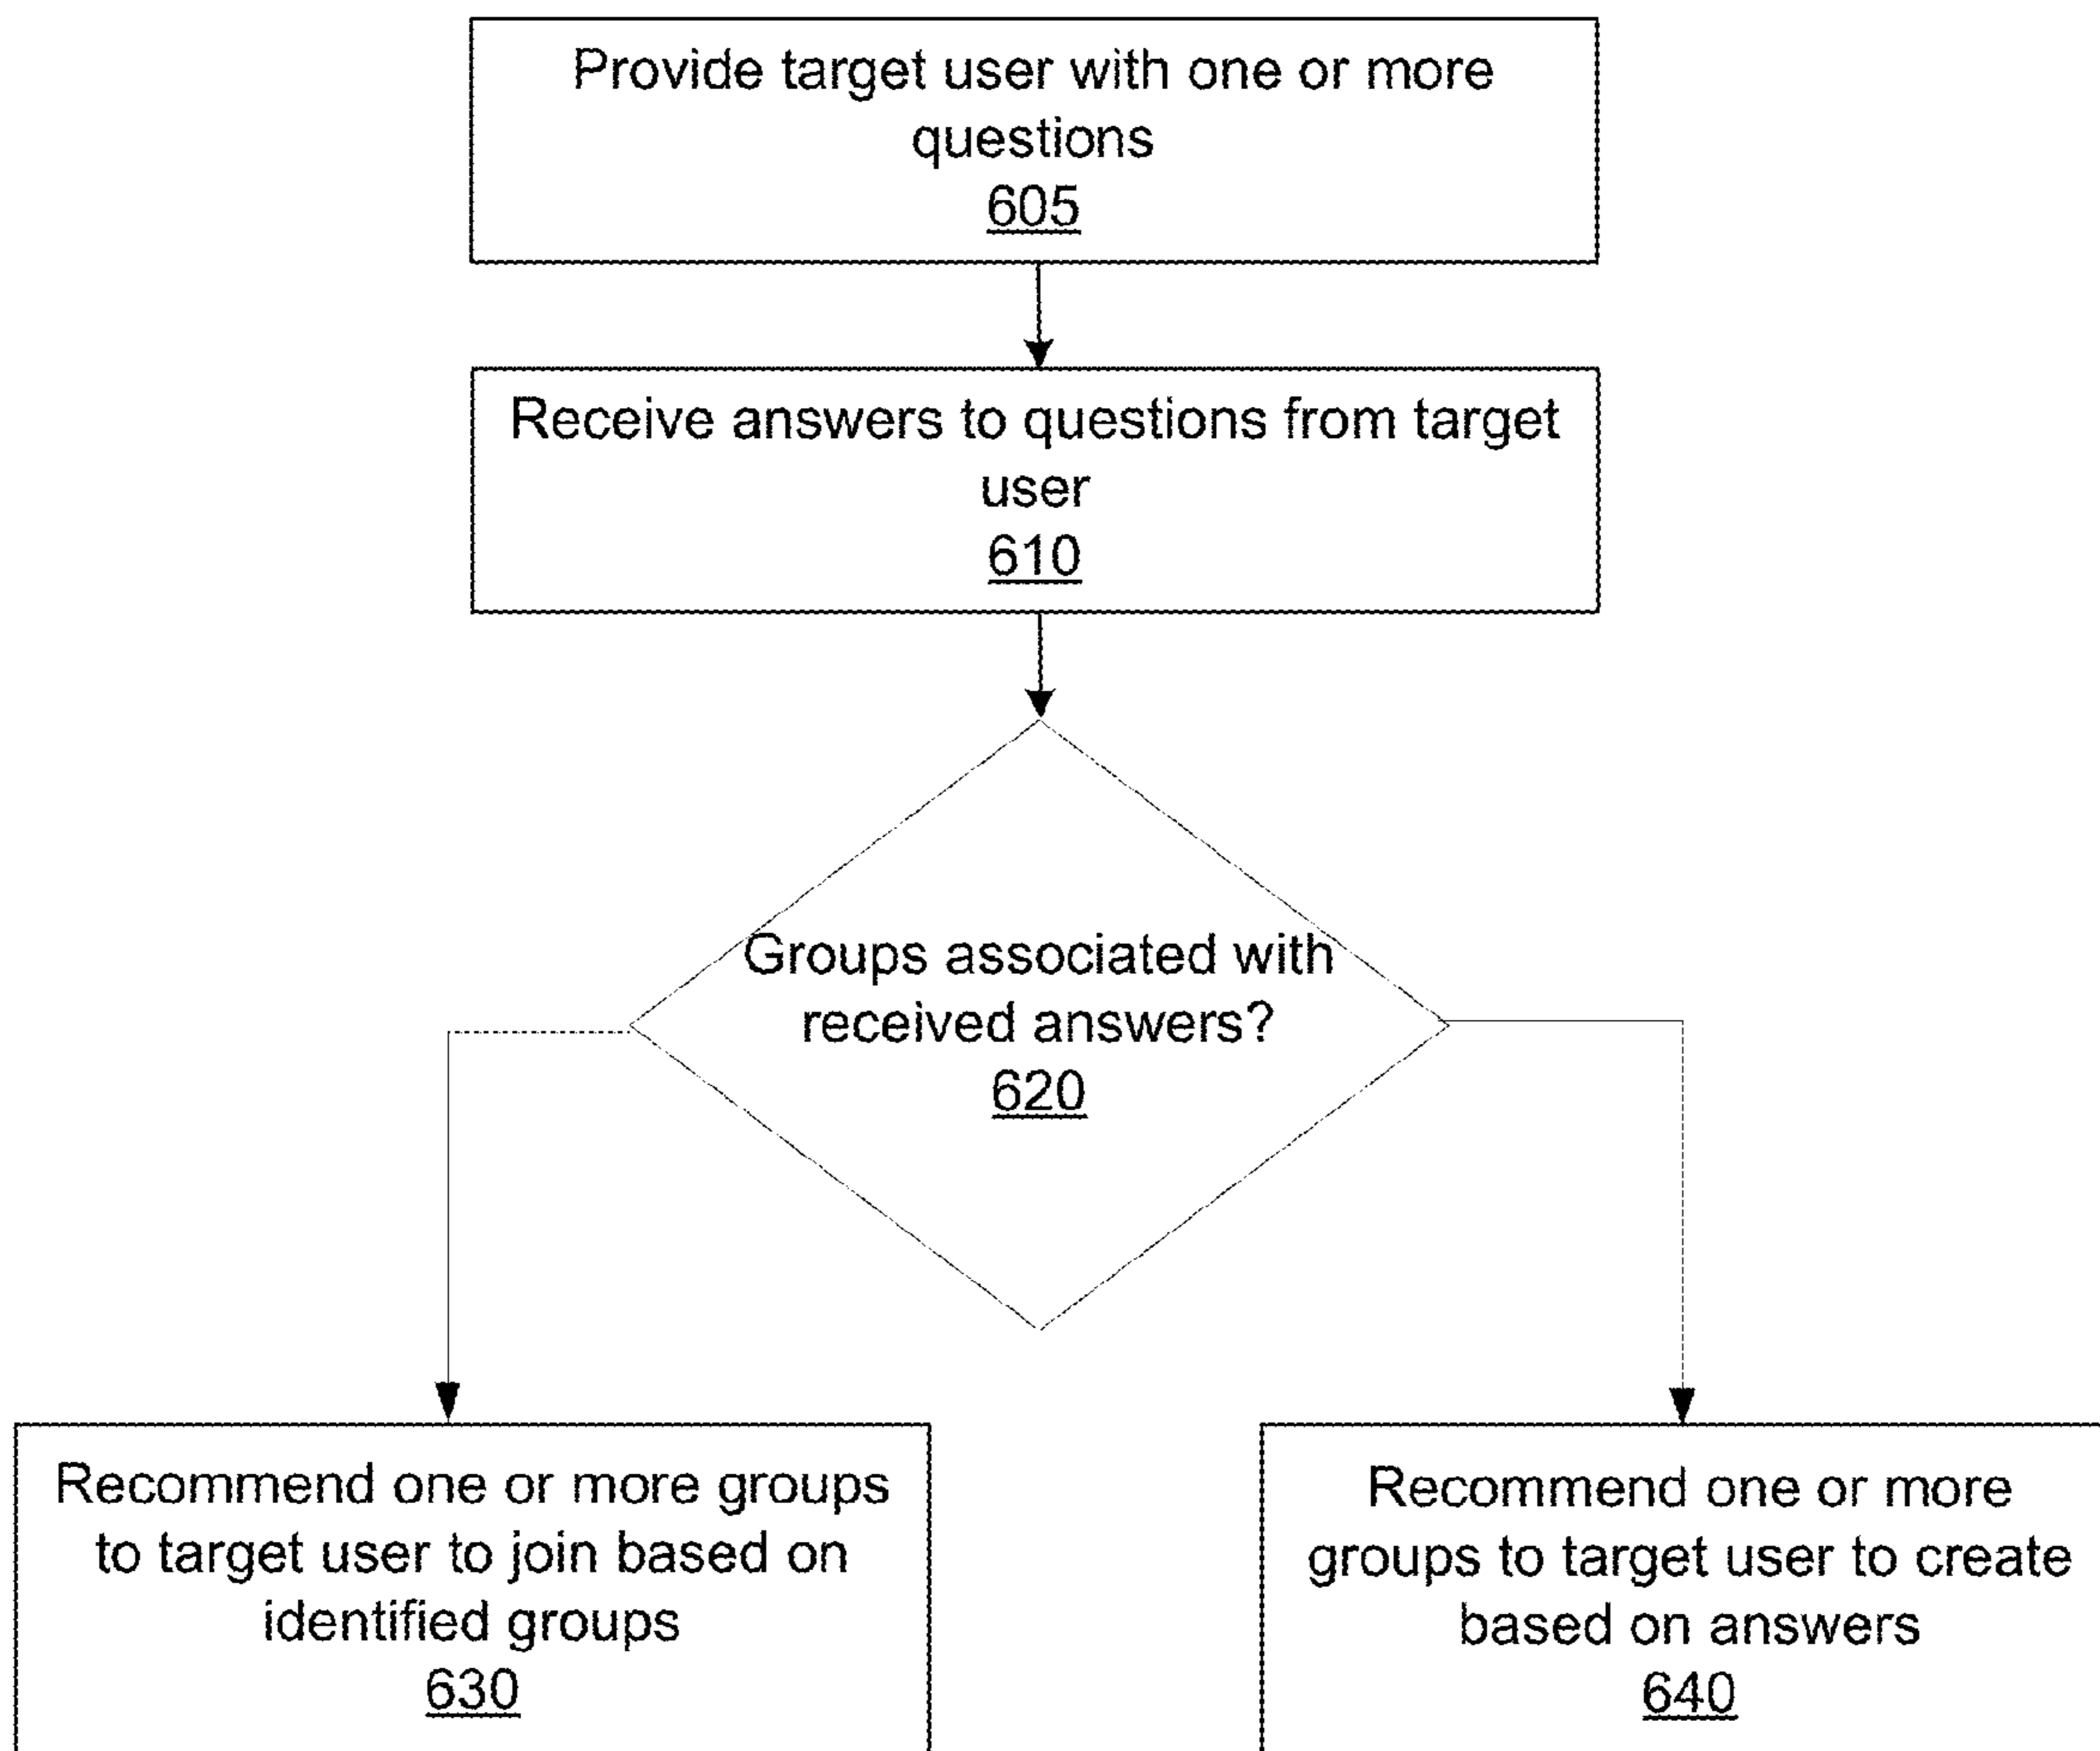 Provide target user with one or more
questions
605
Receive answers to questions from target
user
610
Groups associated with
received answers?
620
Recommend one or more groups
to target user to join based on
identified groups
630
Recommend one or more
groups to target user to create
based on answers
640